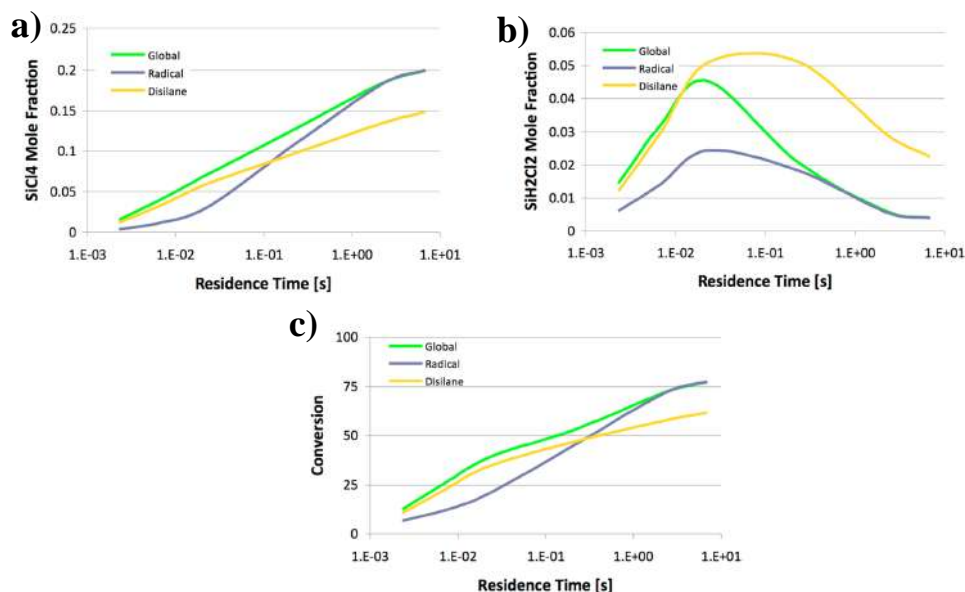 a)
SiCl4 Mole Fraction
0.25
0.2
0.15
0.1
0.05
0
Global
Radical
Disilane
1.E-03 1.E-02 1.E-01 1.E+00 1.E+01
Residence Time [s]
b)
SiH2Cl2 Mole Fraction
0.06
0.05
0.04
0.03
0.02
0.01
0
Global
Radical
Disilane
1.E-03 1.E-02 1.E-01 1.E+00 1.E+01
Residence Time [s]
c)
Conversion
100
75
50
25
0
Global
Radical
Disilane
1.E-03 1.E-02 1.E-01 1.E+00 1.E+01
Residence Time [s]